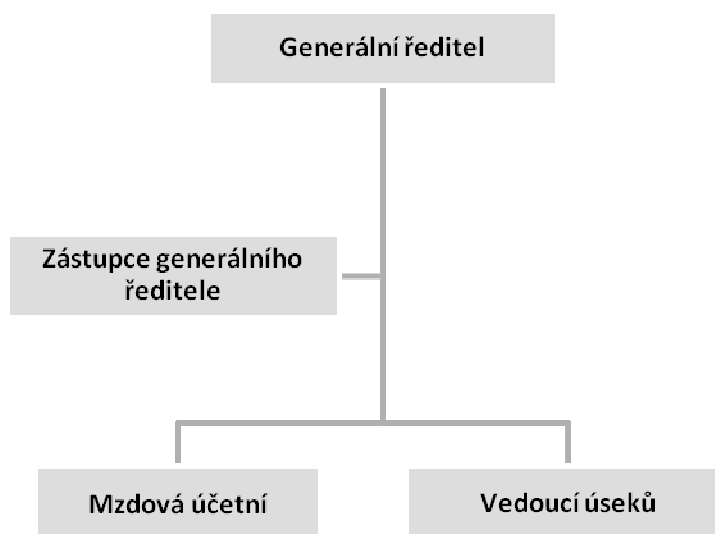 Generální ředitel
Zástupce generálního
ředitele
Mzdová účetní
Vedoucí úseků